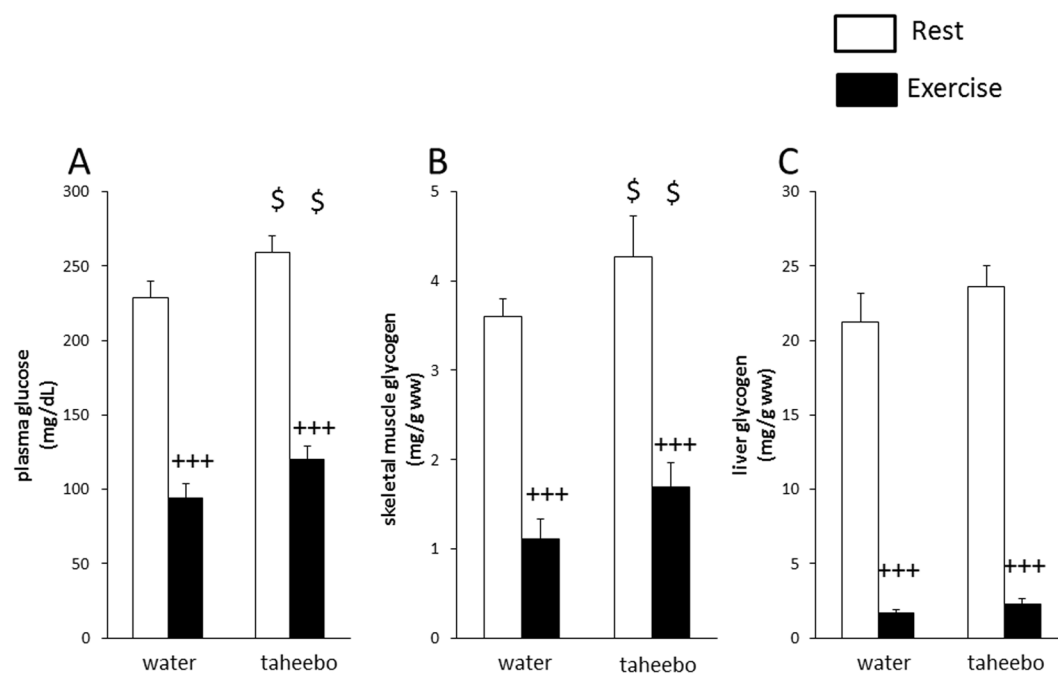 Rest
Exercise
A
plasma glucose
(mg/dL)
300
250
200
150
100
50
0
$ $
+++
+++
water
taheebo
B
skeletal muscle glycogen
(mg/g ww)
5
4
3
2
1
0
$ $
+++
+++
water
taheebo
C
liver glycogen
(mg/g ww)
30
25
20
15
10
5
0
+++
+++
water
taheebo